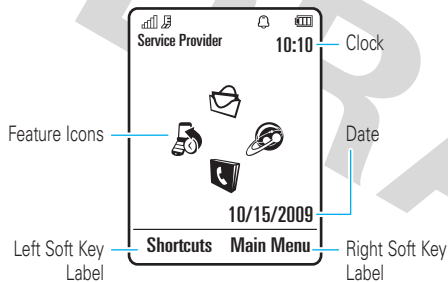 Service Provider
10:10
Clock
Feature Icons
Date
10/15/2009
Shortcuts Main Menu
Left Soft Key
Label
Right Soft Key
Label